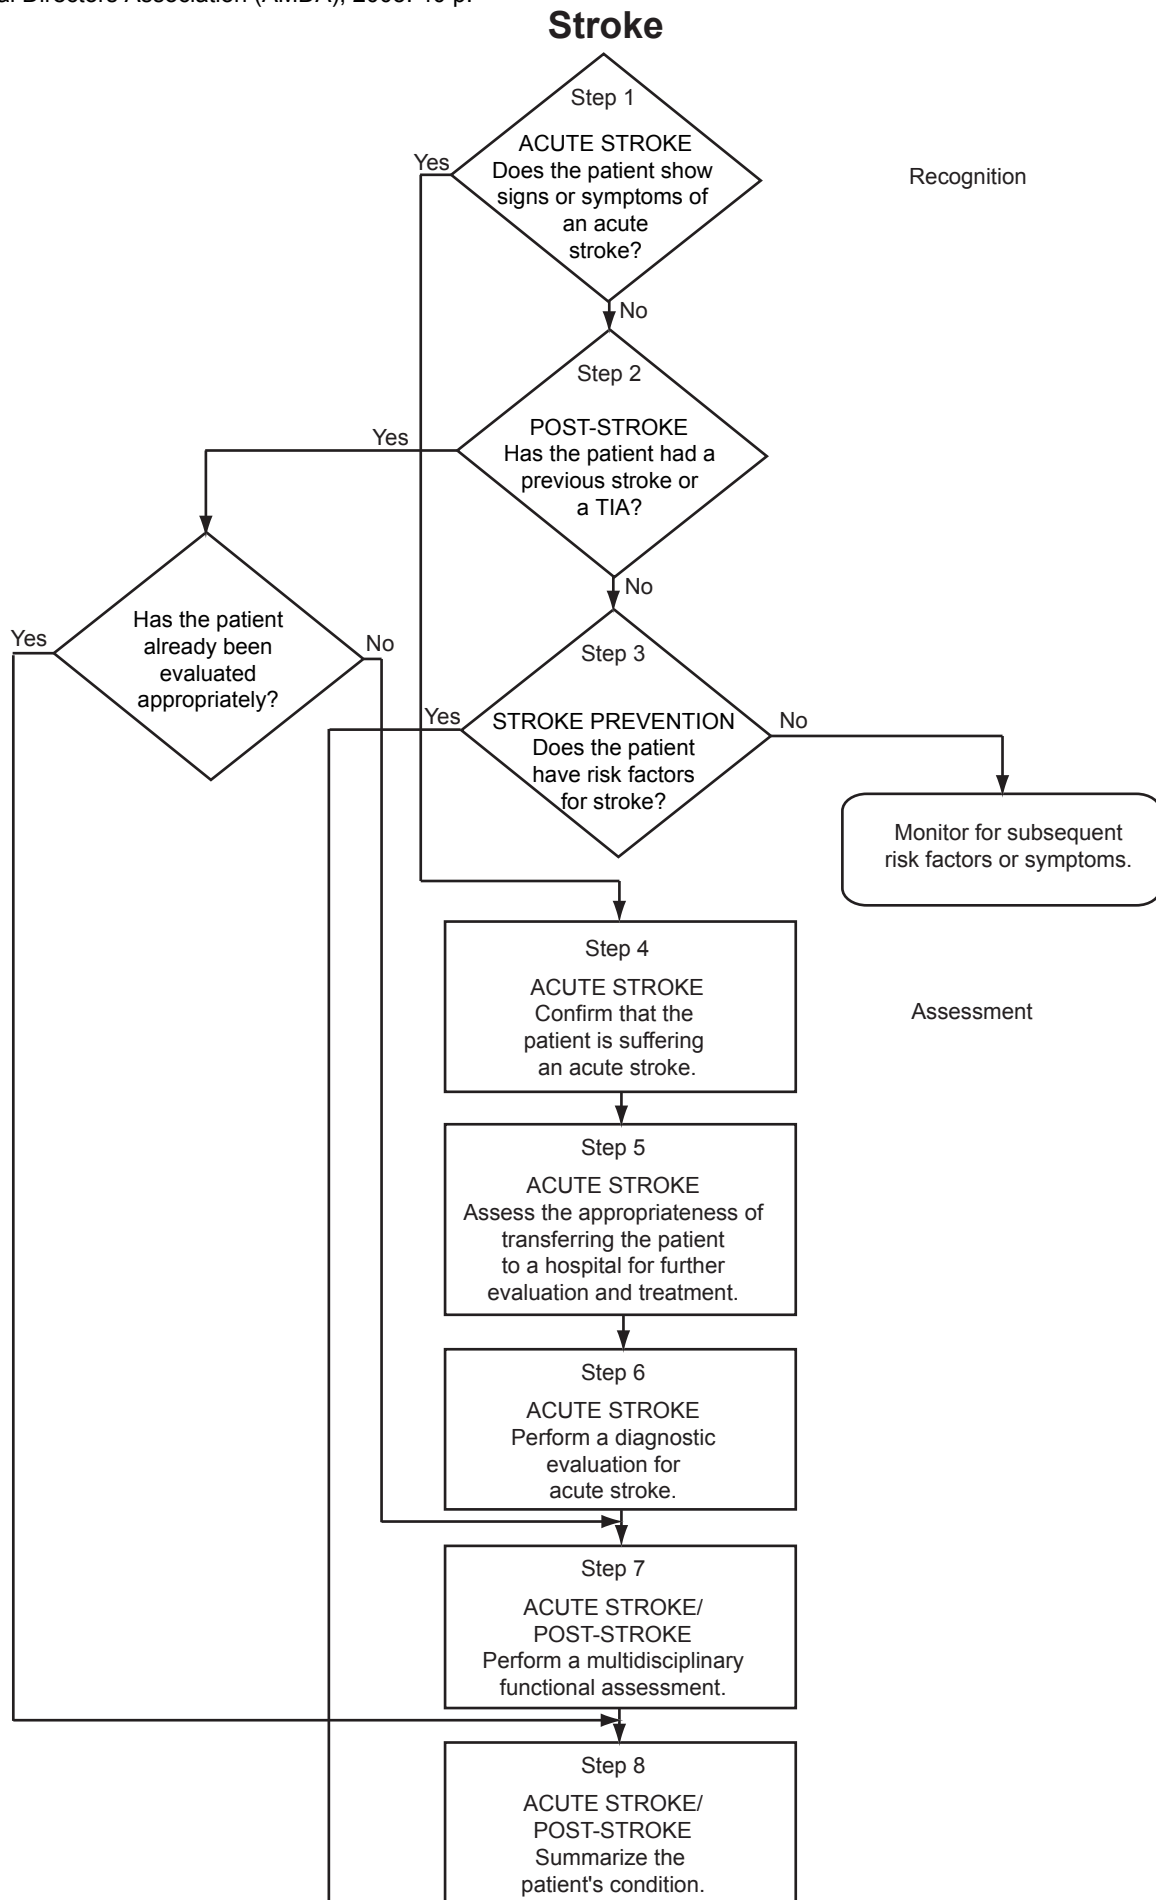 al Directors Association (AMDA); 2005. 40 p.
Stroke
Step 1
ACUTE STROKE
Does the patient show
signs or symptoms of
an acute
stroke?
Yes
Recognition
No
Step 2
POST-STROKE
Has the patient had a
previous stroke or
a TIA?
Yes
No
Has the patient
already been
evaluated
appropriately?
Yes
No
Step 3
STROKE PREVENTION
Does the patient
have risk factors
for stroke?
Yes
No
Monitor for subsequent
risk factors or symptoms.
Step 4
ACUTE STROKE
Confirm that the
patient is suffering
an acute stroke.
Assessment
Step 5
ACUTE STROKE
Assess the appropriateness of
transferring the patient
to a hospital for further
evaluation and treatment.
Step 6
ACUTE STROKE
Perform a diagnostic
evaluation for
acute stroke.
Step 7
ACUTE STROKE/
POST-STROKE
Perform a multidisciplinary
functional assessment.
Step 8
ACUTE STROKE/
POST-STROKE
Summarize the
patient's condition.